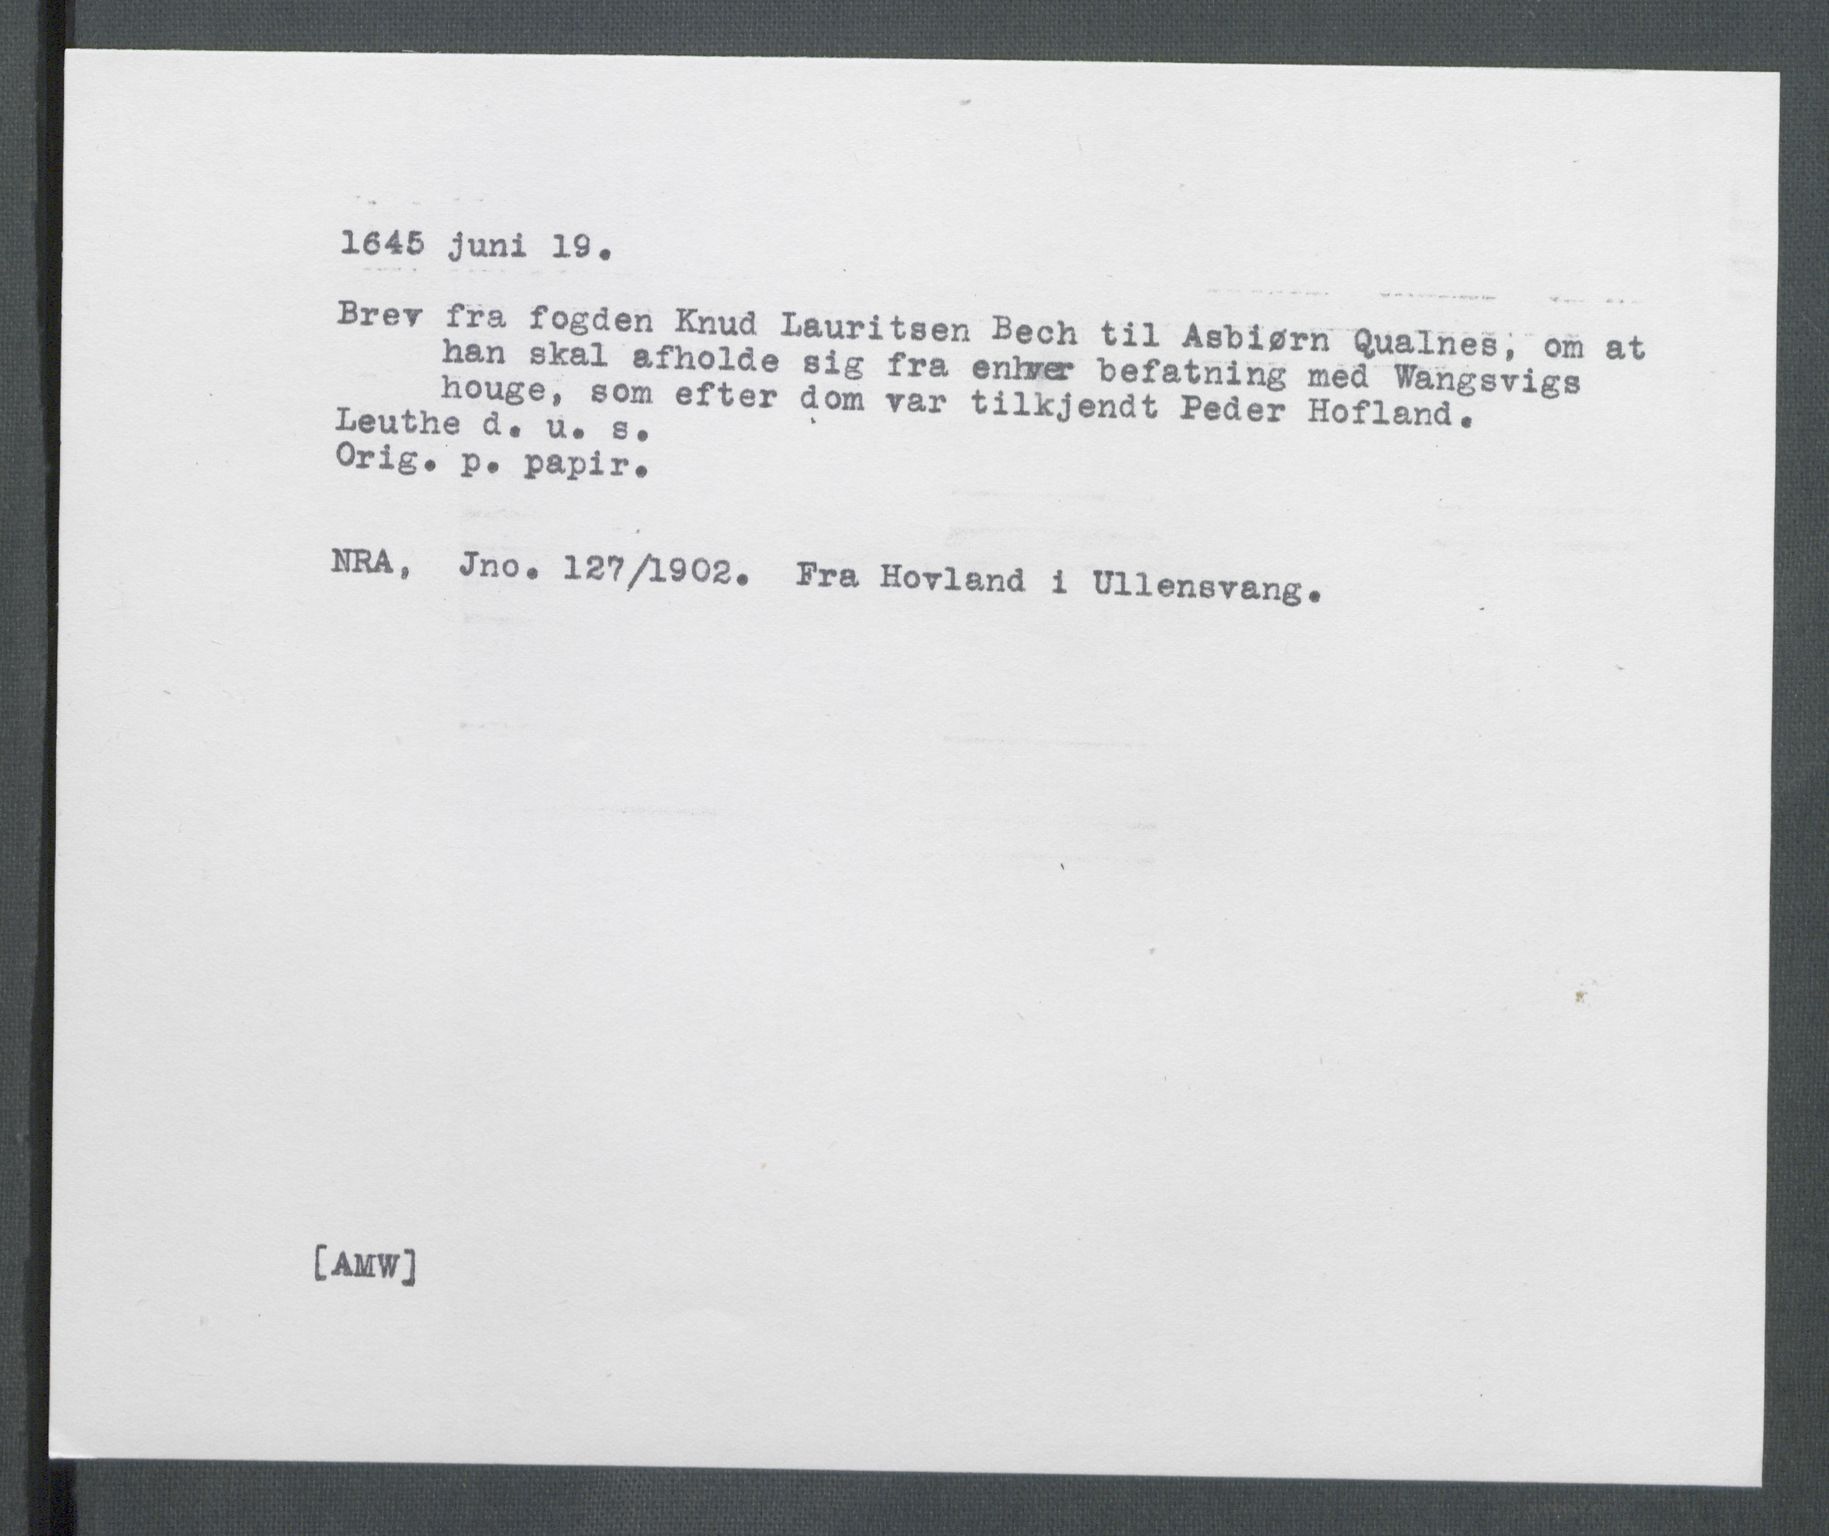 1645 juni 19.
Brev fra fogden Knud Lauritsen Bech til Asbiørn Qualnes, om at
han skal afholde sig fra enhver befatning med Wangsvigs
houge, som efter dom var tilkjendt Peder Hofland.
Leuthe d. u. s.
Orig. p. papir.
NRA, Jno. 127/1902. Fra Hovland i Ullensvang.
[AMW]